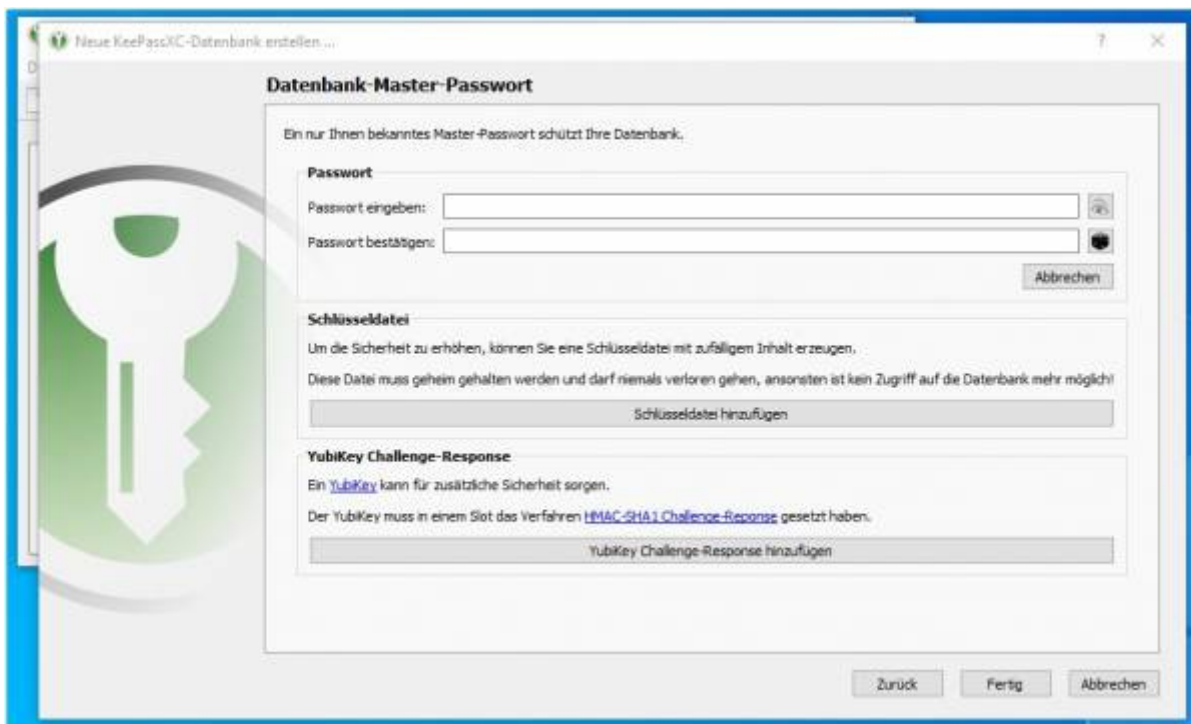 Neue KeePassXC-Datenbank erstellen ...
Datenbank-Master-Passwort
Ein nur Ihnen bekanntes Master-Passwort schützt Ihre Datenbank.
Passwort
Passwort eingeben:
Passwort bestätigen:
Abbrechen
Schlüsseldatei
Um die Sicherheit zu erhöhen, können Sie eine Schlüsseldatei mit zufälligem Inhalt erzeugen.
Diese Datei muss geheim gehalten werden und darf niemals verloren gehen, ansonsten ist kein Zugriff auf die Datenbank mehr möglich!
Schlüsseldatei hinzufügen
YubiKey Challenge-Response
Ein YubiKey kann für zusätzliche Sicherheit sorgen.
Der YubiKey muss in einem Slot das Verfahren HMAC-SHA1 Challenge-Reponse gesetzt haben.
YubiKey Challenge-Response hinzufügen
Zurück Fertig Abbrechen